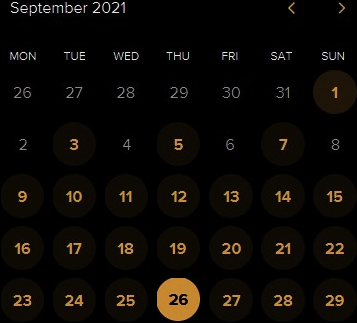 September 2021 < >
MON TUE WED THU FRI SAT SUN
26 27 28 29 30 31 1
2 3 4 5 6 7 8
9 10 11 12 13 14 15
16 17 18 19 20 21 22
23 24 25 26 27 28 29